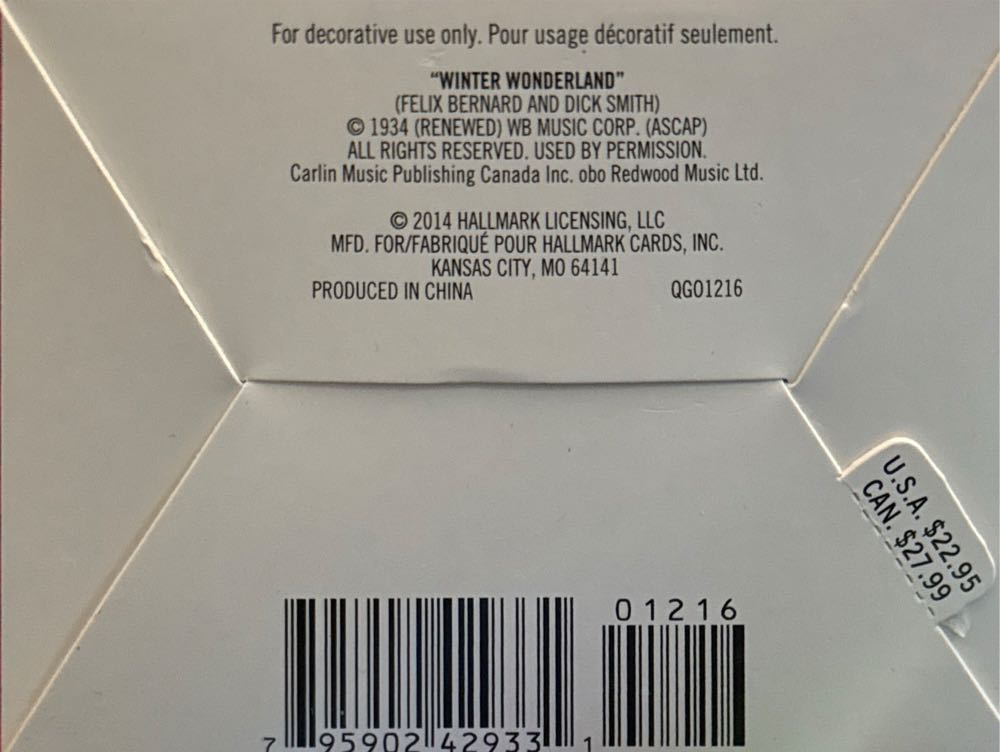 For decorative use only. Pour usage décoratif seulement.
“WINTER WONDERLAND”
(FELIX BERNARD AND DICK SMITH)
© 1934 (RENEWED) WB MUSIC CORP. (ASCAP)
ALL RIGHTS RESERVED. USED BY PERMISSION.
Carlin Music Publishing Canada Inc. obo Redwood Music Ltd.
© 2014 HALLMARK LICENSING, LLC
MFD. FOR/FABRIQUÉ POUR HALLMARK CARDS, INC.
KANSAS CITY, MO 64141
PRODUCED IN CHINA QGO1216
U.S.A. $22.95
CAN. $27.99
01216
7 95902 42933 1